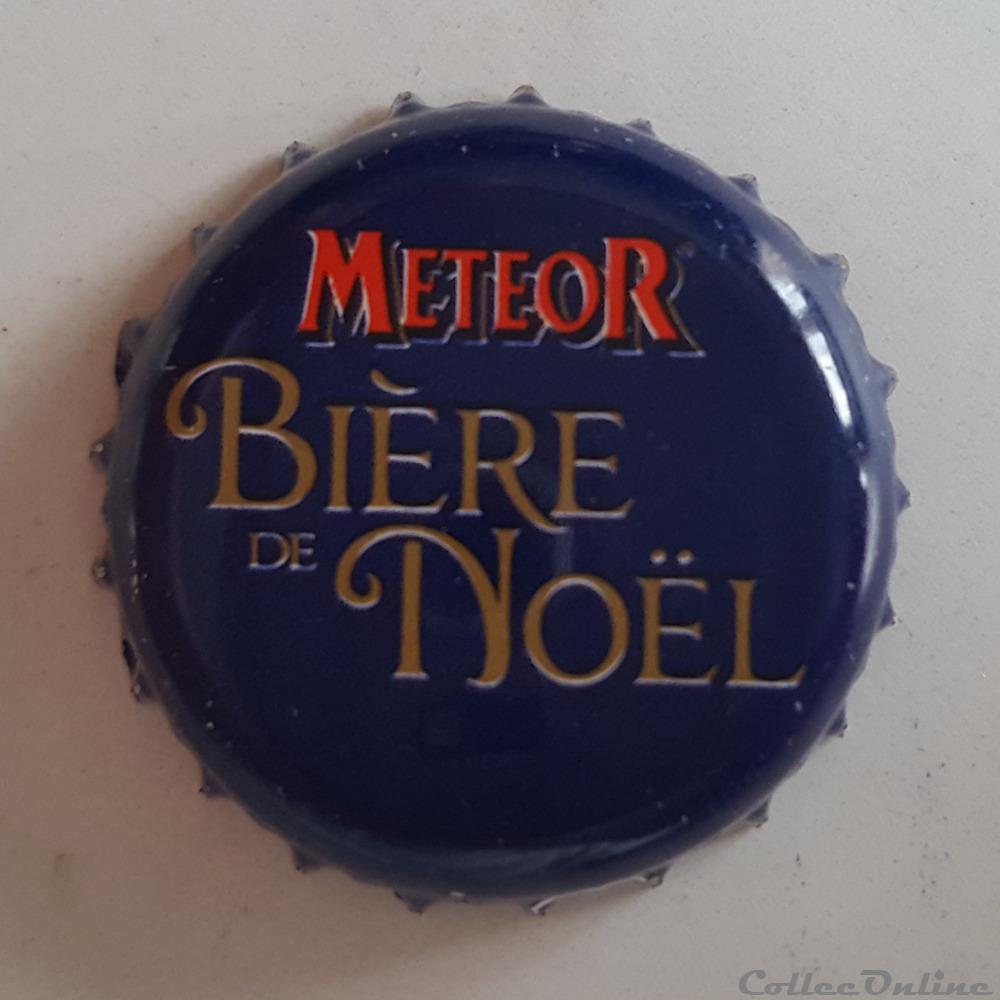 METEOR
BIÈRE
DE NOËL
CollecOnline